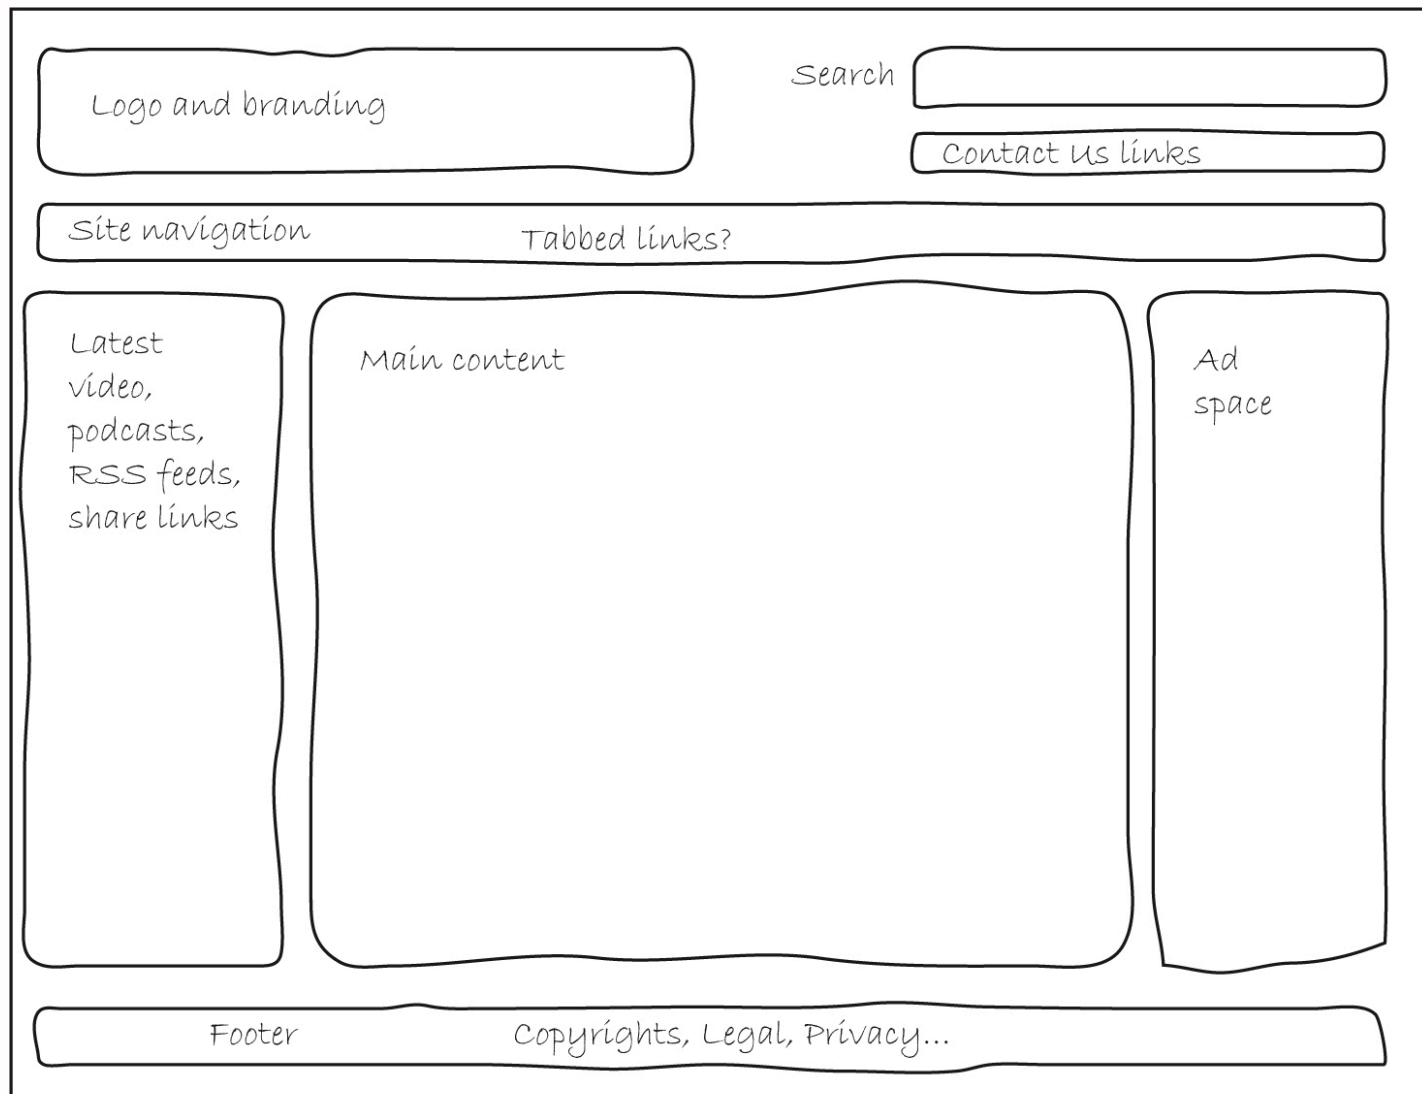 Logo and branding
Search
Contact Us links
Site navigation
Tabbed links?
Latest
video,
podcasts,
RSS feeds,
share links
Main content
Ad
space
Footer
Copyrights, Legal, Privacy...